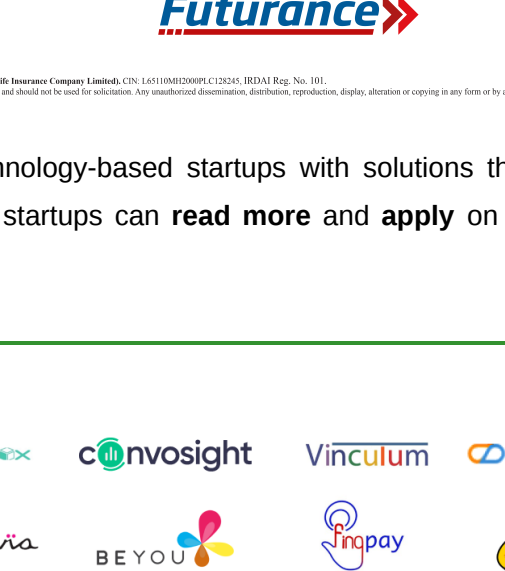 Futurance
ife Insurance Company Limited). CIN: L65110MH2000PLC128245, IRDAI Reg. No. 101.
and should not be used for solicitation. Any unauthorized dissemination, distribution, reproduction, display, alteration or copying in any form or by a
nnology-based startups with solutions th
startups can read more and apply on
convosight Vinculum
via BEYOU fingpay